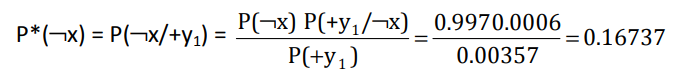 P*(¬x) = P(¬x/+y₁) = P(¬x) P(+y₁/¬x) / P(+y₁) = 0.9970.0006 / 0.00357 = 0.16737